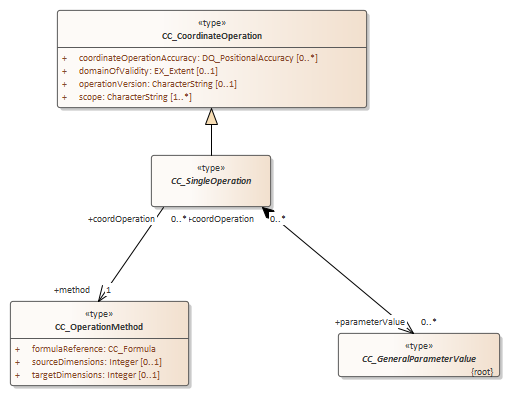 «type»
CC_CoordinateOperation
+ coordinateOperationAccuracy: DQ_PositionalAccuracy [0..*]
+ domainOfValidity: EX_Extent [0..1]
+ operationVersion: CharacterString [0..1]
+ scope: CharacterString [1..*]
«type»
CC_SingleOperation
+coordOperation 0..* +coordOperation 0..*
+method 1
«type»
CC_OperationMethod
+ formulaReference: CC_Formula
+ sourceDimensions: Integer [0..1]
+ targetDimensions: Integer [0..1]
+parameterValue 0..*
«type»
CC_GeneralParameterValue
{root}